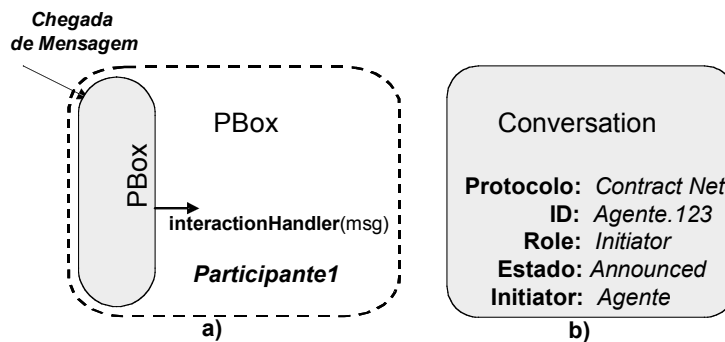 Chegada
de Mensagem
PBox
PBox
interactionHandler(msg)
Participante1
a)
Conversation
Protocolo: Contract Net
ID: Agente.123
Role: Initiator
Estado: Announced
Initiator: Agente
b)